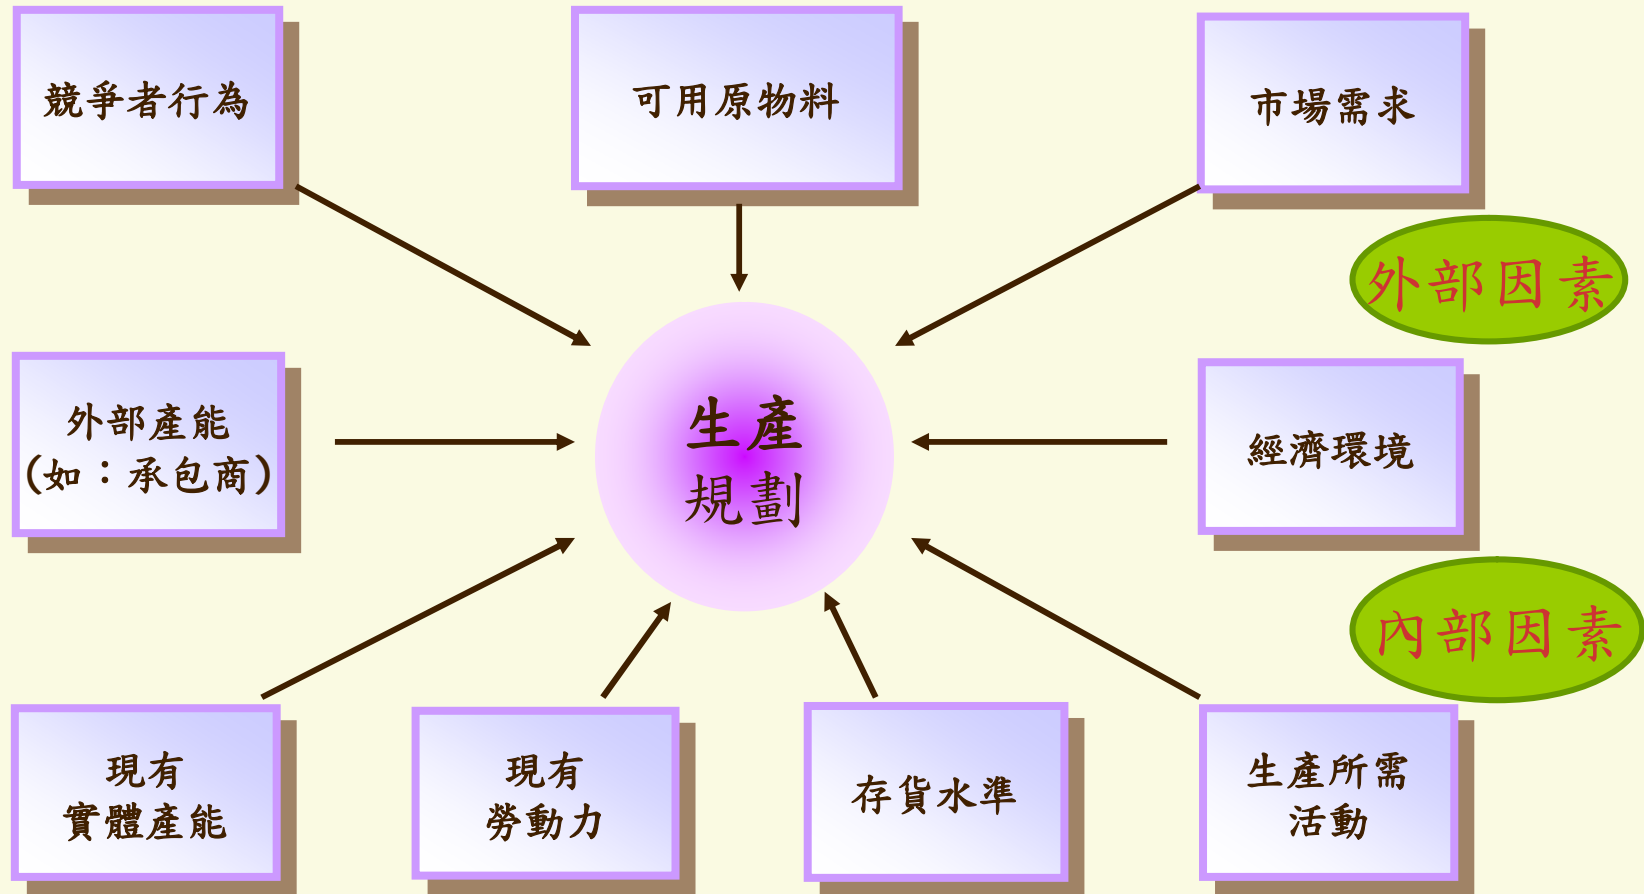 競爭者行為
可用原物料
市場需求
外部因素
外部產能
(如：承包商)
生產
規劃
經濟環境
內部因素
現有
實體產能
現有
勞動力
存貨水準
生產所需
活動